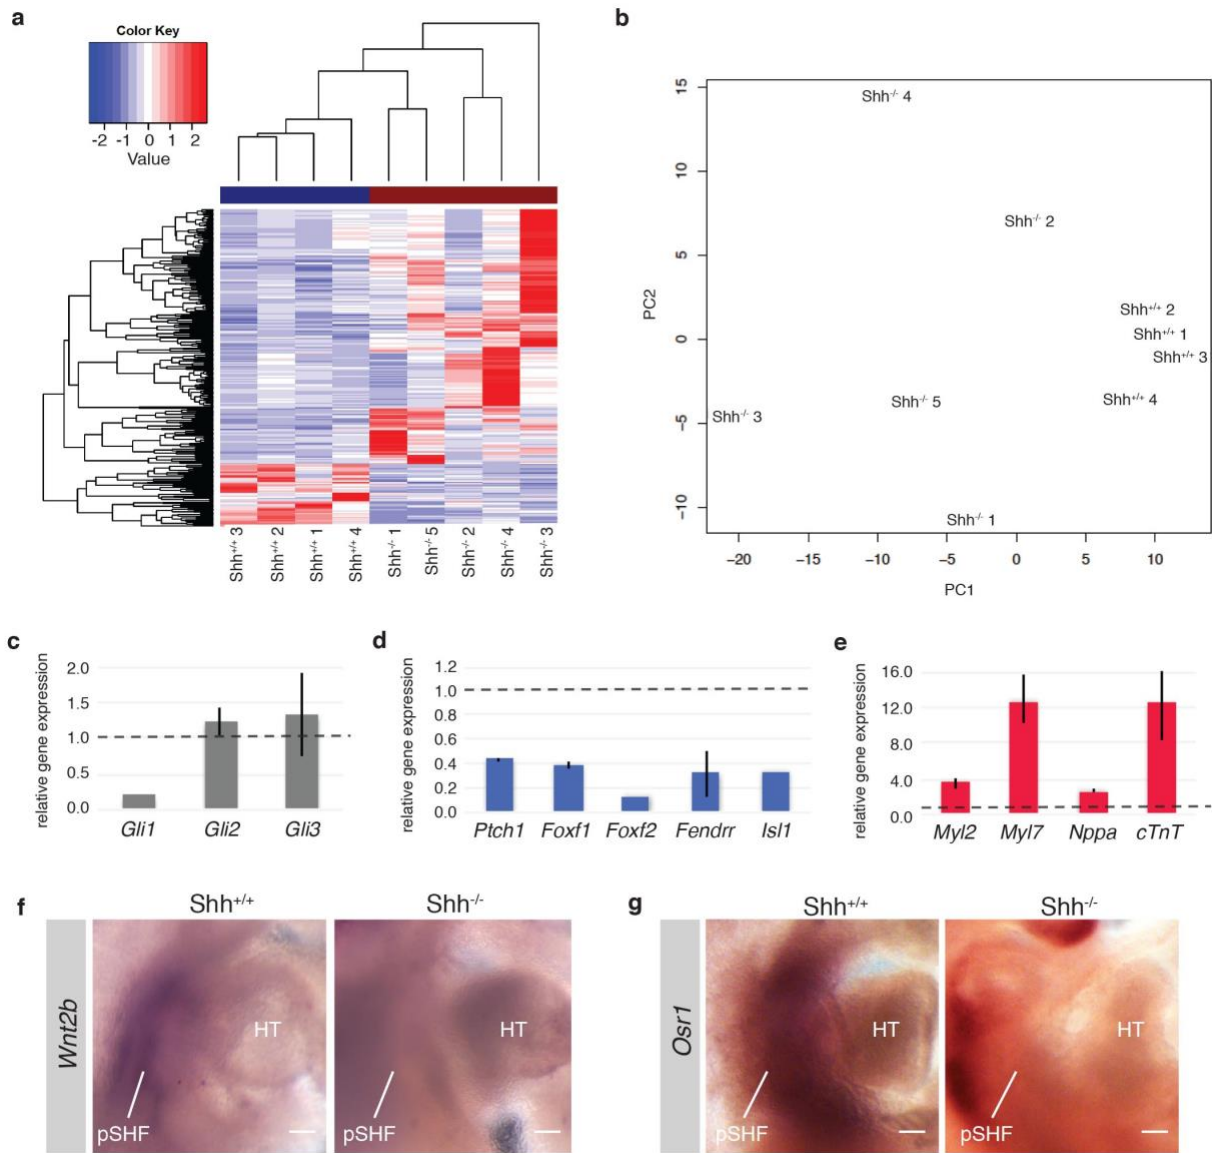 a
Color Key
-2 -1 0 1 2
Value
Shh+/+ 3
Shh+/+ 2
Shh+/+ 1
Shh+/+ 4
Shh-/- 1
Shh-/- 5
Shh-/- 2
Shh-/- 4
Shh-/- 3
b
PC2
15
10
5
0
−5
−10
Shh-/- 4
Shh-/- 2
Shh+/+ 2
Shh+/+ 1
Shh+/+ 3
Shh+/+ 4
Shh-/- 5
Shh-/- 3
Shh-/- 1
−20 −15 −10 −5 0 5 10
PC1
c
relative gene expression
2.0
1.5
1.0
0.5
0.0
Gli1 Gli2 Gli3
d
relative gene expression
1.2
1.0
0.8
0.6
0.4
0.2
0.0
Ptch1 Foxf1 Foxf2 Fendrr Isl1
e
relative gene expression
16.0
12.0
8.0
4.0
0.0
Myl2 Myl7 Nppa cTnT
f
Shh+/+ Shh-/-
Wnt2b
HT HT
pSHF pSHF
g
Shh+/+ Shh-/-
Osr1
HT HT
pSHF pSHF